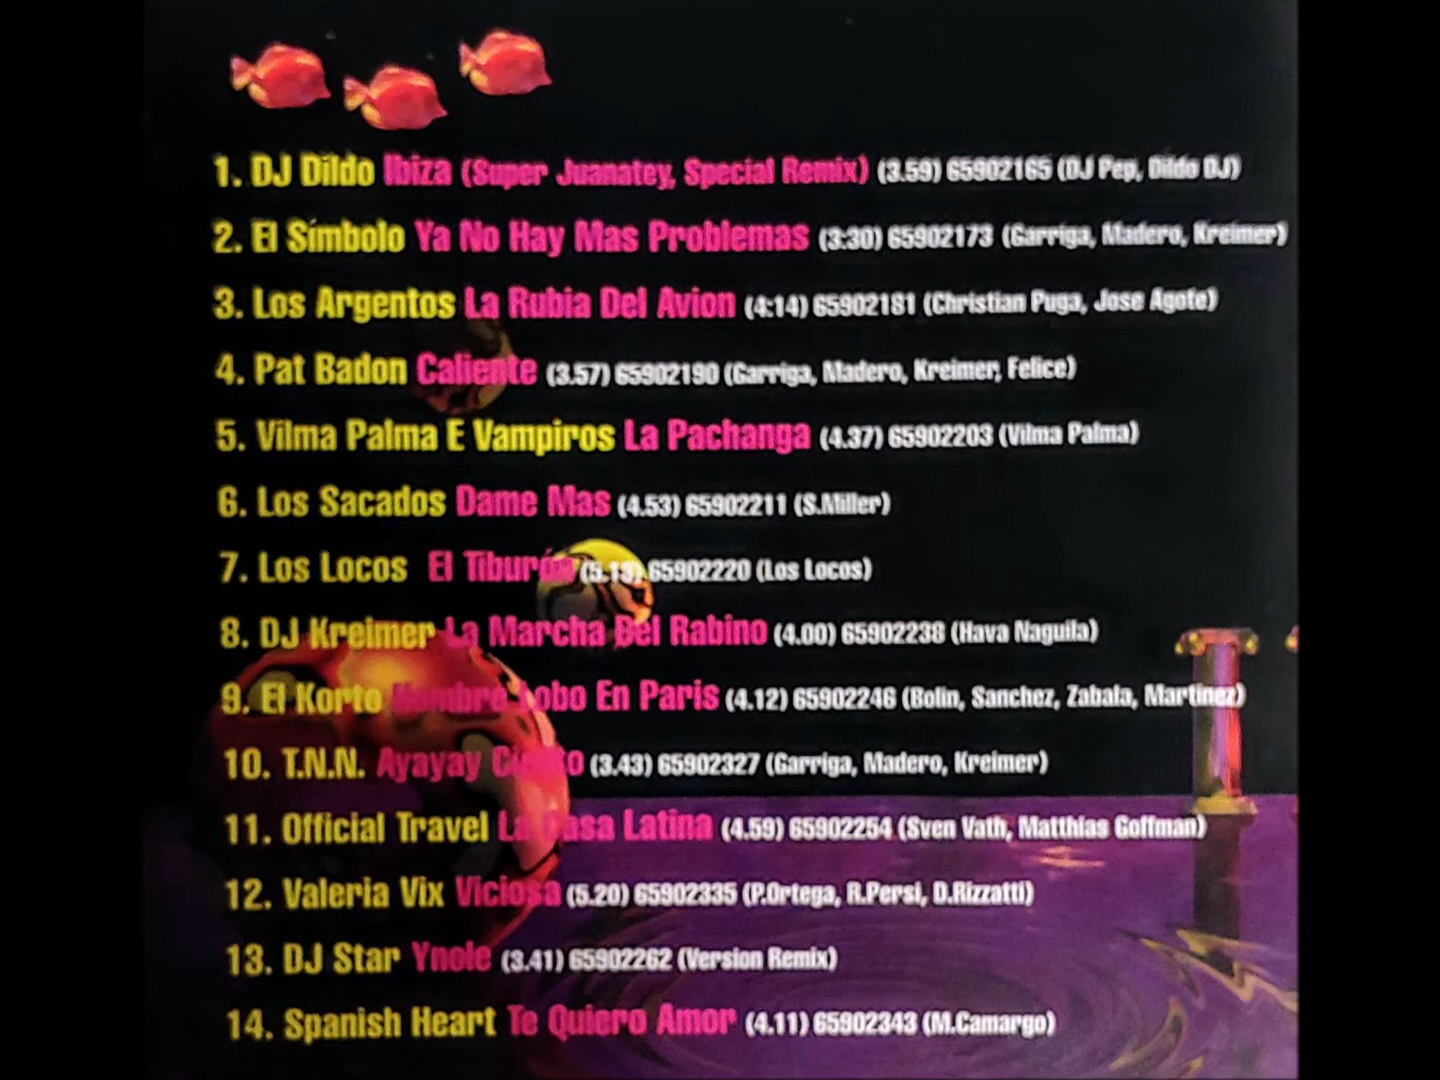 1. DJ Dildo Ibiza (Super Juanatey, Special Remix) (3.59) 65902165 (DJ Pep, Dildo DJ)
2. El Símbolo Ya No Hay Mas Problemas (3:30) 65902173 (Garriga, Madero, Kreimer)
3. Los Argentos La Rubia Del Avion (4:14) 65902181 (Christian Puga, Jose Agote)
4. Pat Badon Caliente (3.57) 65902190 (Garriga, Madero, Kreimer, Felice)
5. Vilma Palma E Vampiros La Pachanga (4.37) 65902203 (Vilma Palma)
6. Los Sacados Dame Mas (4.53) 65902211 (S.Miller)
7. Los Locos El Tiburón 65902220 (Los Locos)
8. DJ Kreimer La Marcha Del Rabino (4.00) 65902238 (Hava Naguila)
9. El Korto Hombre Lobo En Paris (4.12) 65902246 (Bolin, Sanchez, Zabala, Martinez)
10. T.N.N. Ayayay (3.43) 65902327 (Garriga, Madero, Kreimer)
11. Official Travel La Casa Latina (4.59) 65902254 (Sven Vath, Matthias Goffman)
12. Valeria Vix Viciosa (5.20) 65902335 (P.Ortega, R.Persi, D.Rizzatti)
13. DJ Star Ynole (3.41) 65902262 (Version Remix)
14. Spanish Heart Te Quiero Amor (4.11) 65902343 (M.Camargo)